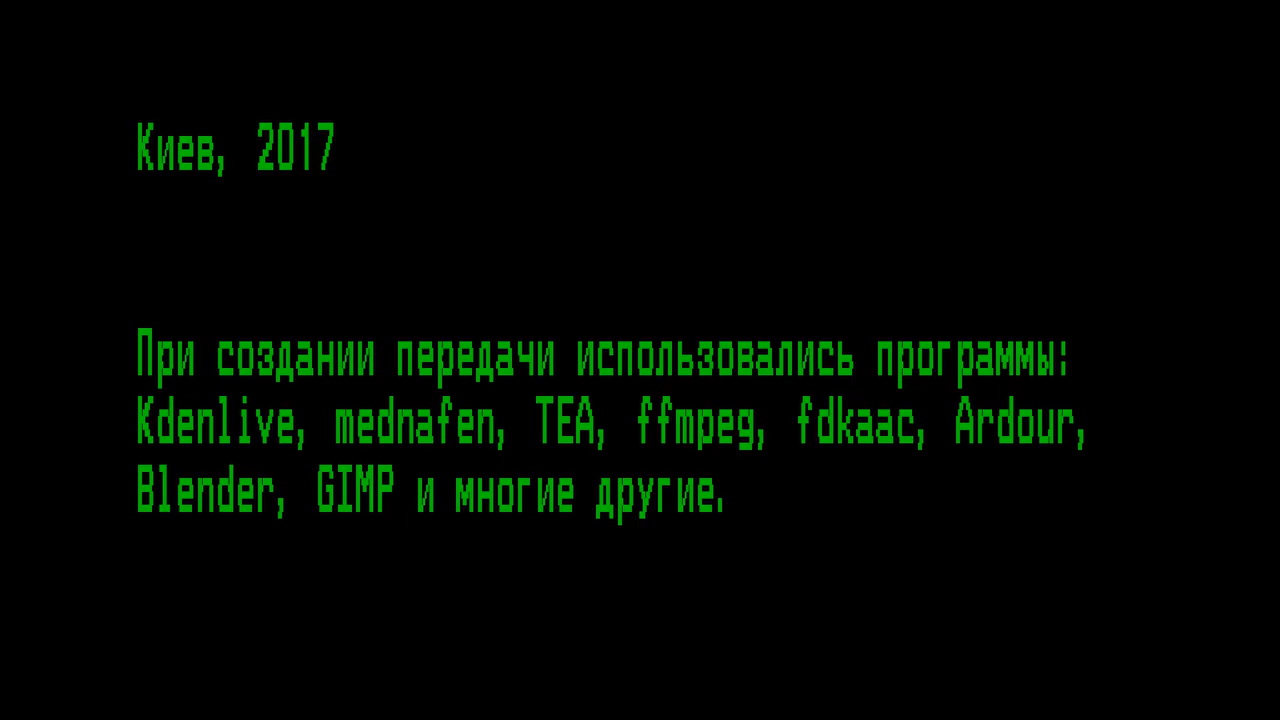 Киев, 2017
При создании передачи использовались программы:
Kdenlive, mednafen, TEA, ffmpeg, fdkaac, Ardour,
Blender, GIMP и многие другие.